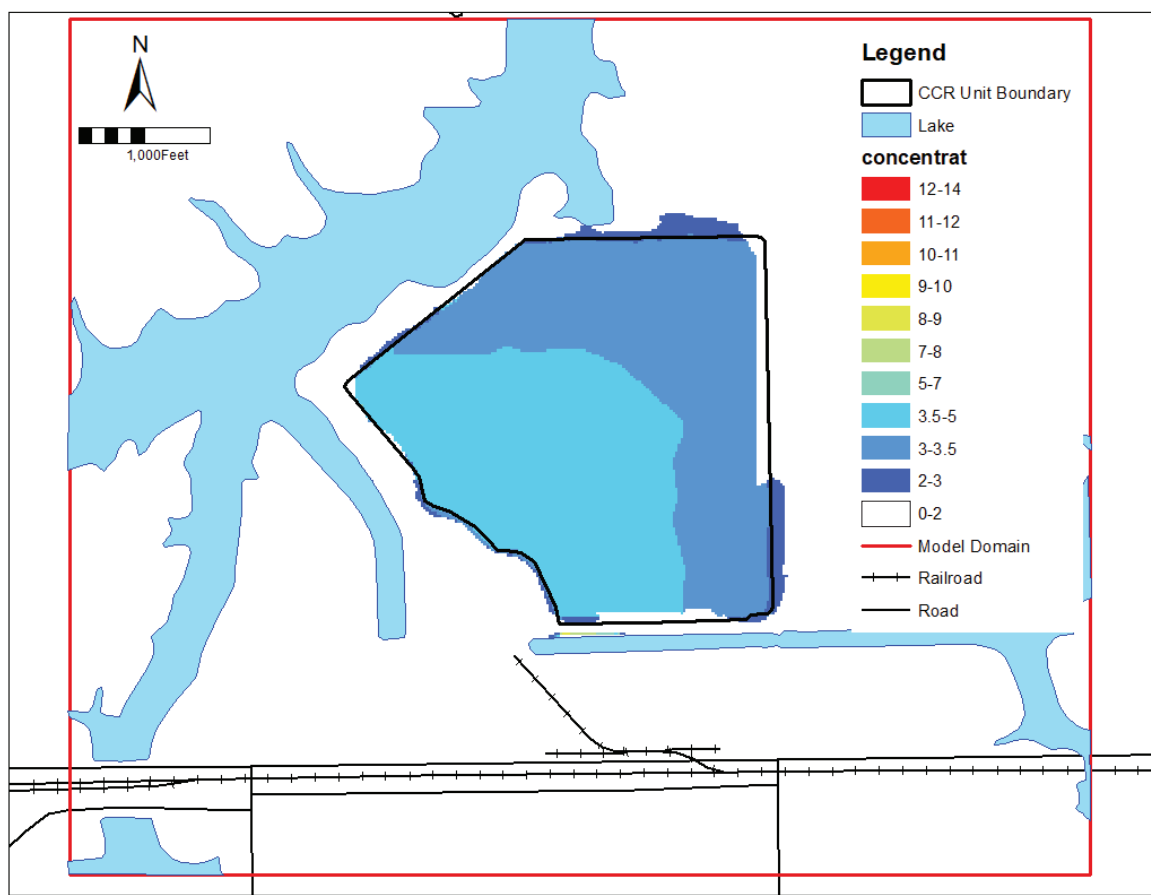 N
1,000Feet
Legend
CCR Unit Boundary
Lake
concentrat
12-14
11-12
10-11
9-10
8-9
7-8
5-7
3.5-5
3-3.5
2-3
0-2
Model Domain
Railroad
Road